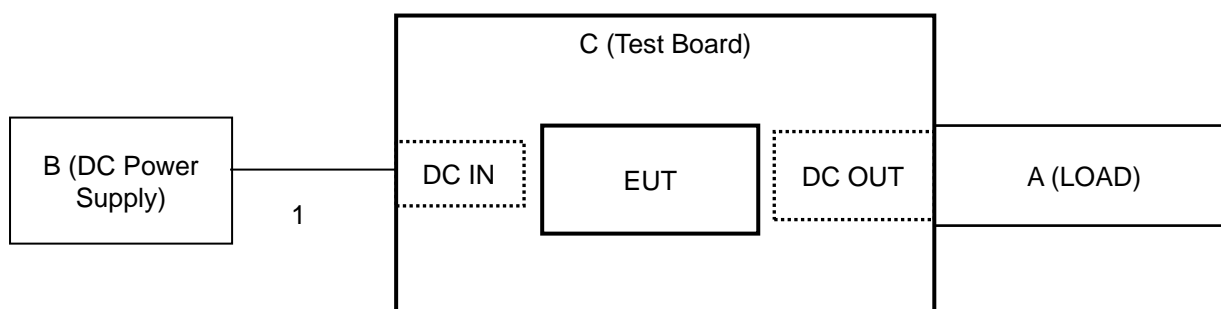 C (Test Board)
B (DC Power
Supply)
1
DC IN
EUT
DC OUT
A (LOAD)